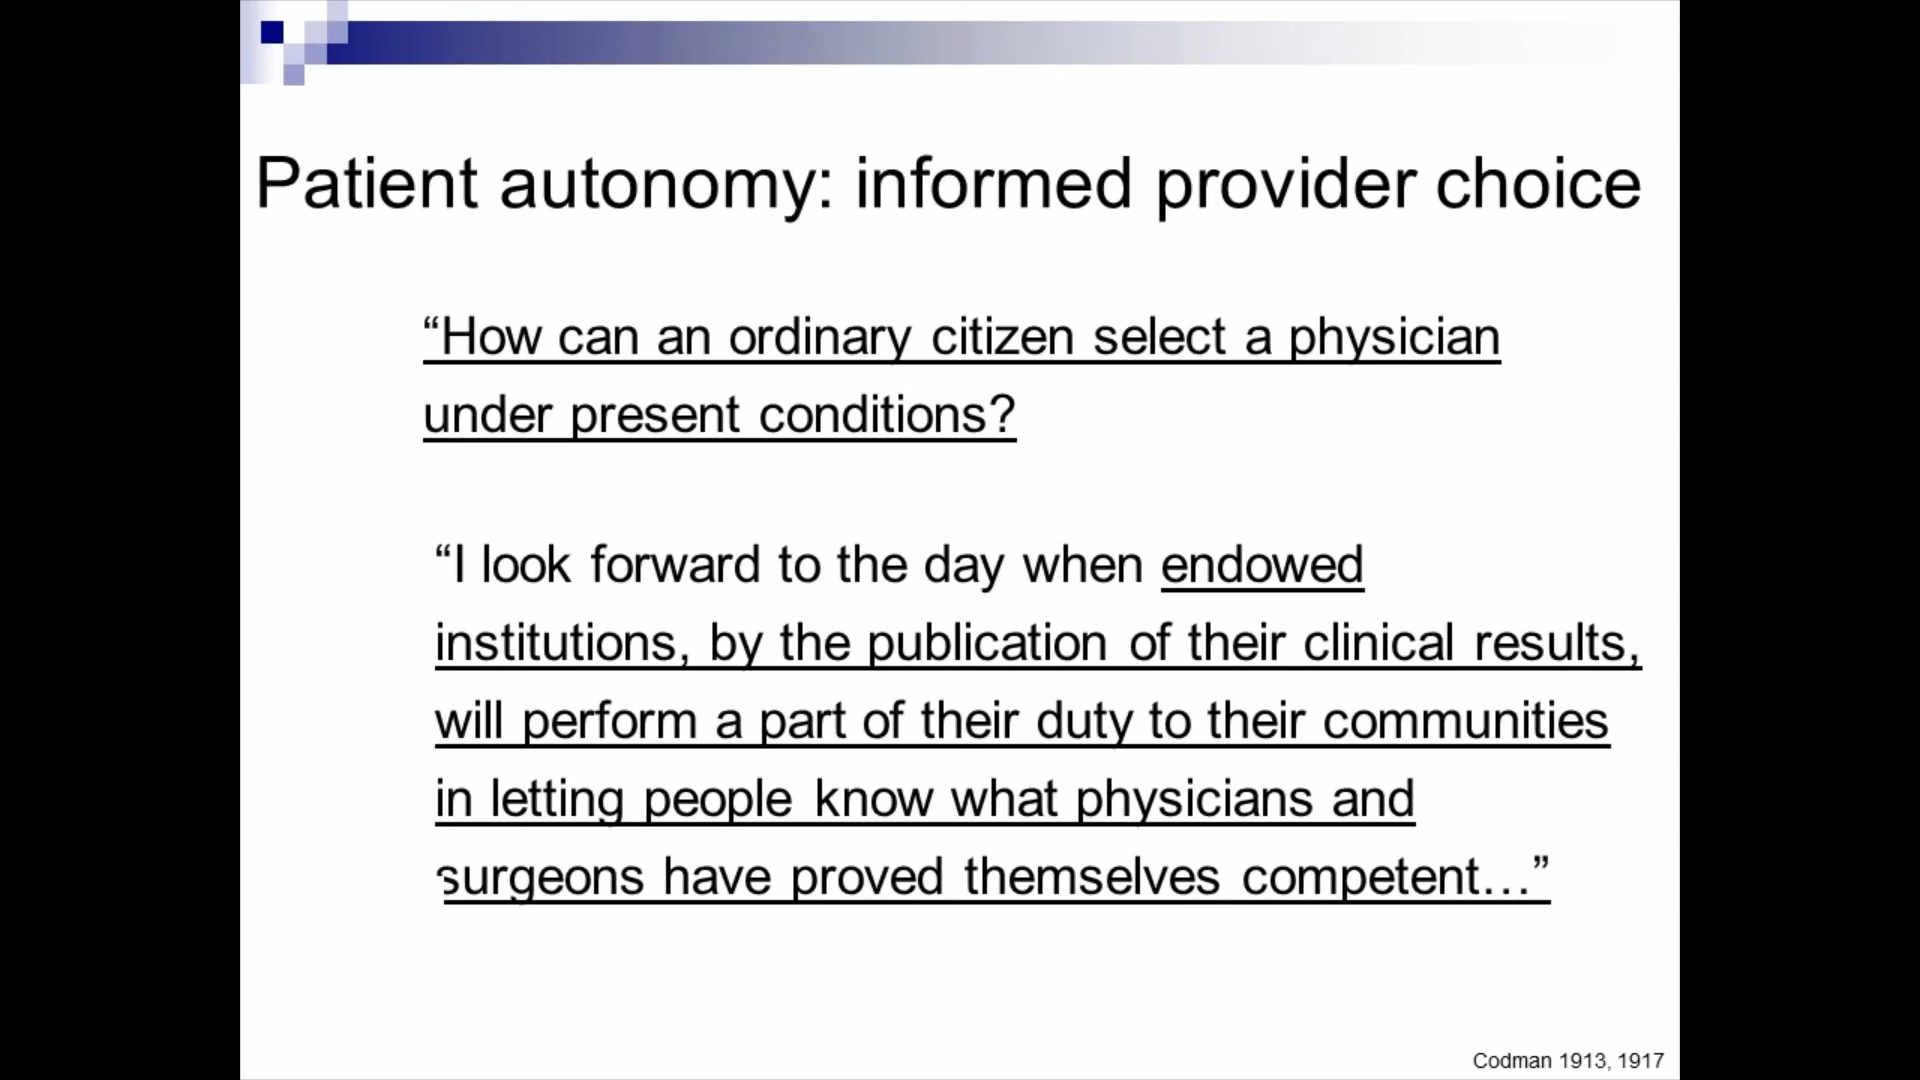 Patient autonomy: informed provider choice
“How can an ordinary citizen select a physician
under present conditions?
“I look forward to the day when endowed
institutions, by the publication of their clinical results,
will perform a part of their duty to their communities
in letting people know what physicians and
surgeons have proved themselves competent…”
Codman 1913, 1917